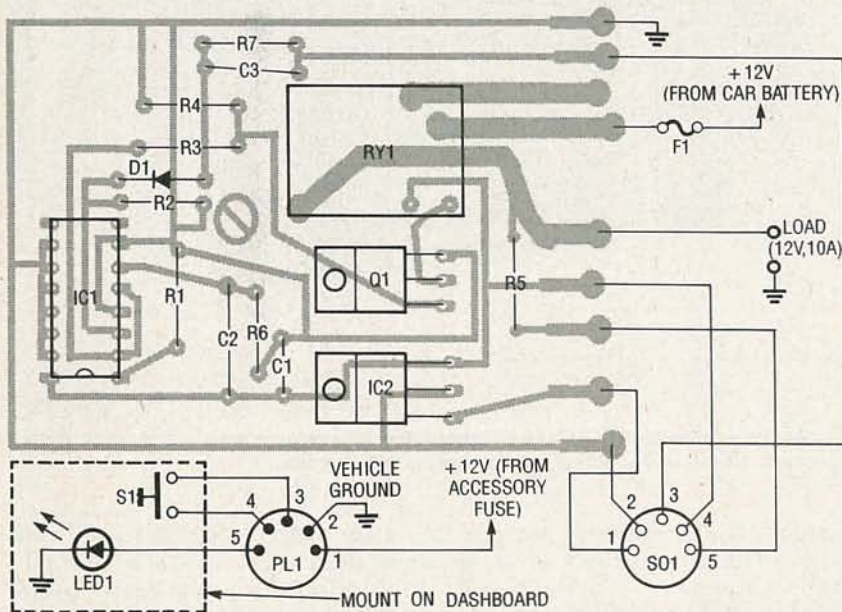 R7
C3
+12V
(FROM CAR BATTERY)
R4
R3
RY1
F1
D1
R2
LOAD
(12V,10A)
IC1
R1
Q1
R5
C2
R6
C1
IC2
VEHICLE
GROUND
+12V (FROM
ACCESSORY
FUSE)
S1
4
3
2
5
1
PL1
LED1
2
3
4
1
5
SO1
MOUNT ON DASHBOARD